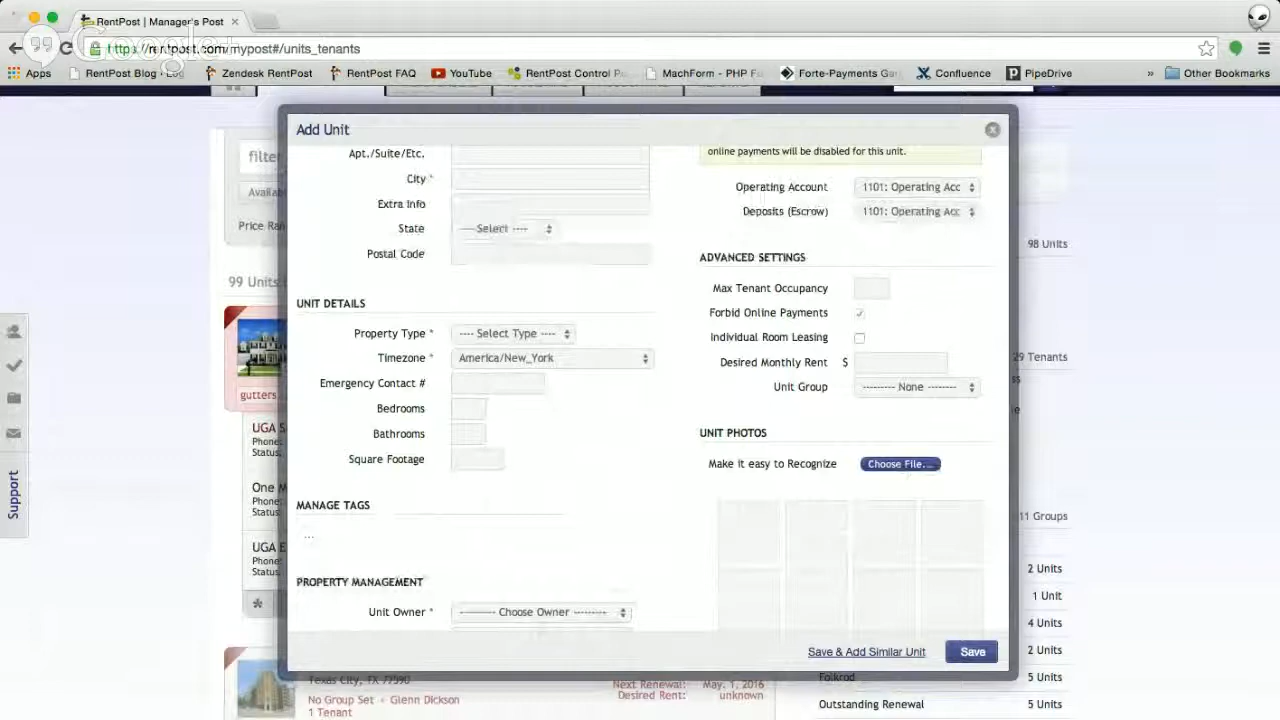 RentPost | Manager's Post
Google+
https://rentpost.com/mypost#/units_tenants
Apps
RentPost Blog
Zendesk RentPost
RentPost FAQ
YouTube
RentPost Control
MachForm - PHP
Forte-Payments
Confluence
PipeDrive
»
Other Bookmarks
Add Unit
filter
Price
99 Units
gutters
UGA
Phone:
Status
One
Phone:
Status
UGA
Phone:
Status
*
Support
Apt./Suite/Etc.
City *
Extra Info
State
Select ----
Postal Code
UNIT DETAILS
Property Type *
---- Select Type ----
Timezone *
America/New_York
Emergency Contact #
Bedrooms
Bathrooms
Square Footage
MANAGE TAGS
...
PROPERTY MANAGEMENT
Unit Owner *
--------- Choose Owner ---------
online payments will be disabled for this unit.
Operating Account
1101: Operating Acc
Deposits (Escrow)
1101: Operating Acc
ADVANCED SETTINGS
Max Tenant Occupancy
Forbid Online Payments
Individual Room Leasing
Desired Monthly Rent $
Unit Group
--------- None --------
UNIT PHOTOS
Make it easy to Recognize
Choose File...
Save & Add Similar Unit
Save
98 Units
29 Tenants
11 Groups
2 Units
1 Unit
4 Units
2 Units
5 Units
Outstanding Renewal
5 Units
Texas City, TX 77590
No Group Set • Glenn Dickson
1 Tenant
Next Renewal: May. 1, 2016
Desired Rent: unknown